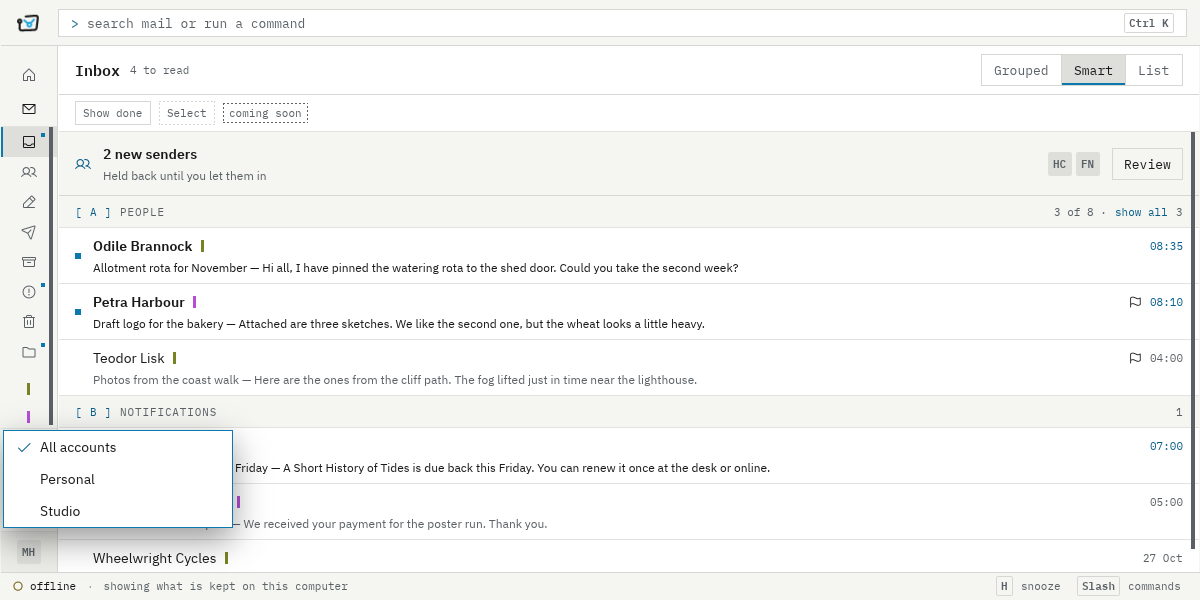 > search mail or run a command Ctrl K
Inbox 4 to read Grouped Smart List
Show done Select coming soon
2 new senders
Held back until you let them in
HC FN Review
[ A ] PEOPLE 3 of 8 · show all 3
Odile Brannock 08:35
Allotment rota for November — Hi all, I have pinned the watering rota to the shed door. Could you take the second week?
Petra Harbour 08:10
Draft logo for the bakery — Attached are three sketches. We like the second one, but the wheat looks a little heavy.
Teodor Lisk 04:00
Photos from the coast walk — Here are the ones from the cliff path. The fog lifted just in time near the lighthouse.
[ B ] NOTIFICATIONS 1
07:00
Friday — A Short History of Tides is due back this Friday. You can renew it once at the desk or online.
05:00
— We received your payment for the poster run. Thank you.
Wheelwright Cycles 27 Oct
All accounts
Personal
Studio
MH
offline · showing what is kept on this computer H snooze Slash commands